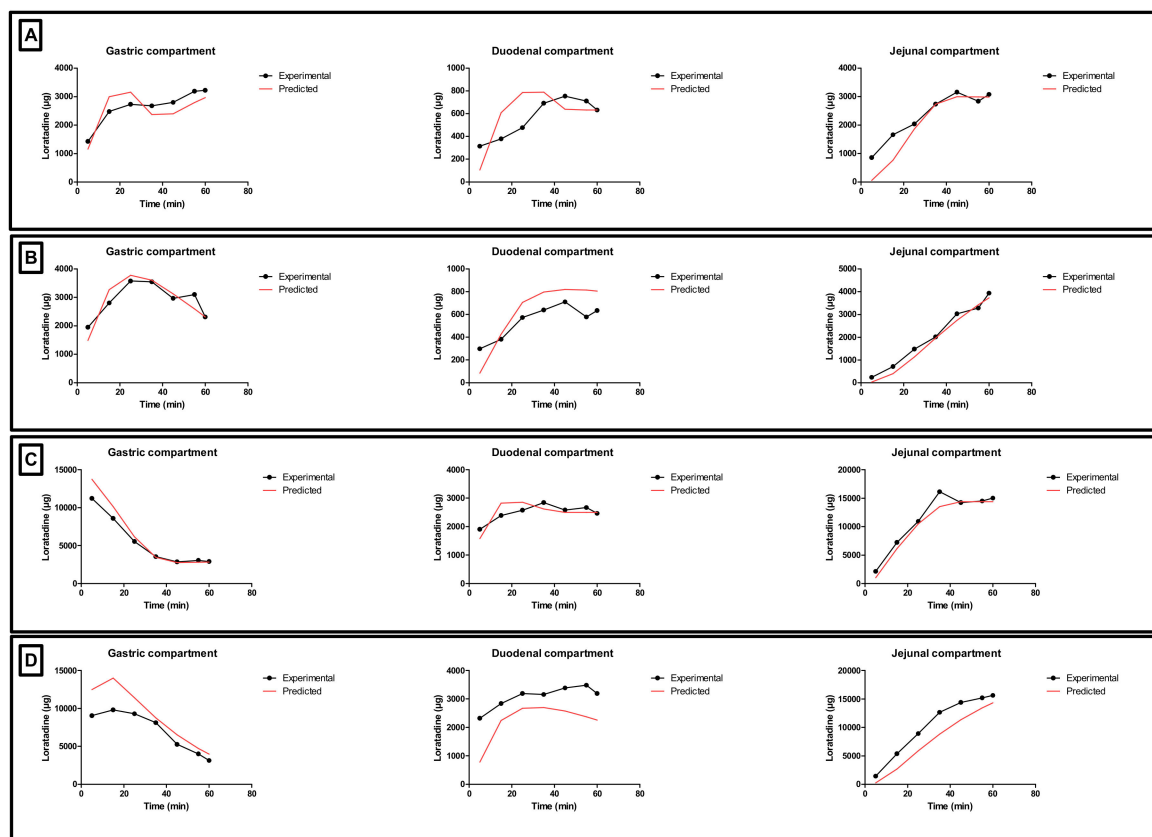 A
Gastric compartment
Loratadine (µg)
4000
3000
2000
1000
0
0 20 40 60 80
Time (min)
Experimental
Predicted
Duodenal compartment
Loratadine (µg)
1000
800
600
400
200
0
0 20 40 60 80
Time (min)
Experimental
Predicted
Jejunal compartment
Loratadine (µg)
4000
3000
2000
1000
0
0 20 40 60 80
Time (min)
Experimental
Predicted
B
Gastric compartment
Loratadine (µg)
4000
3000
2000
1000
0
0 20 40 60 80
Time (min)
Experimental
Predicted
Duodenal compartment
Loratadine (µg)
1000
800
600
400
200
0
0 20 40 60 80
Time (min)
Experimental
Predicted
Jejunal compartment
Loratadine (µg)
5000
4000
3000
2000
1000
0
0 20 40 60 80
Time (min)
Experimental
Predicted
C
Gastric compartment
Loratadine (µg)
15000
10000
5000
0
0 20 40 60 80
Time (min)
Experimental
Predicted
Duodenal compartment
Loratadine (µg)
4000
3000
2000
1000
0
0 20 40 60 80
Time (min)
Experimental
Predicted
Jejunal compartment
Loratadine (µg)
20000
15000
10000
5000
0
0 20 40 60 80
Time (min)
Experimental
Predicted
D
Gastric compartment
Loratadine (µg)
15000
10000
5000
0
0 20 40 60 80
Time (min)
Experimental
Predicted
Duodenal compartment
Loratadine (µg)
4000
3000
2000
1000
0
0 20 40 60 80
Time (min)
Experimental
Predicted
Jejunal compartment
Loratadine (µg)
20000
15000
10000
5000
0
0 20 40 60 80
Time (min)
Experimental
Predicted